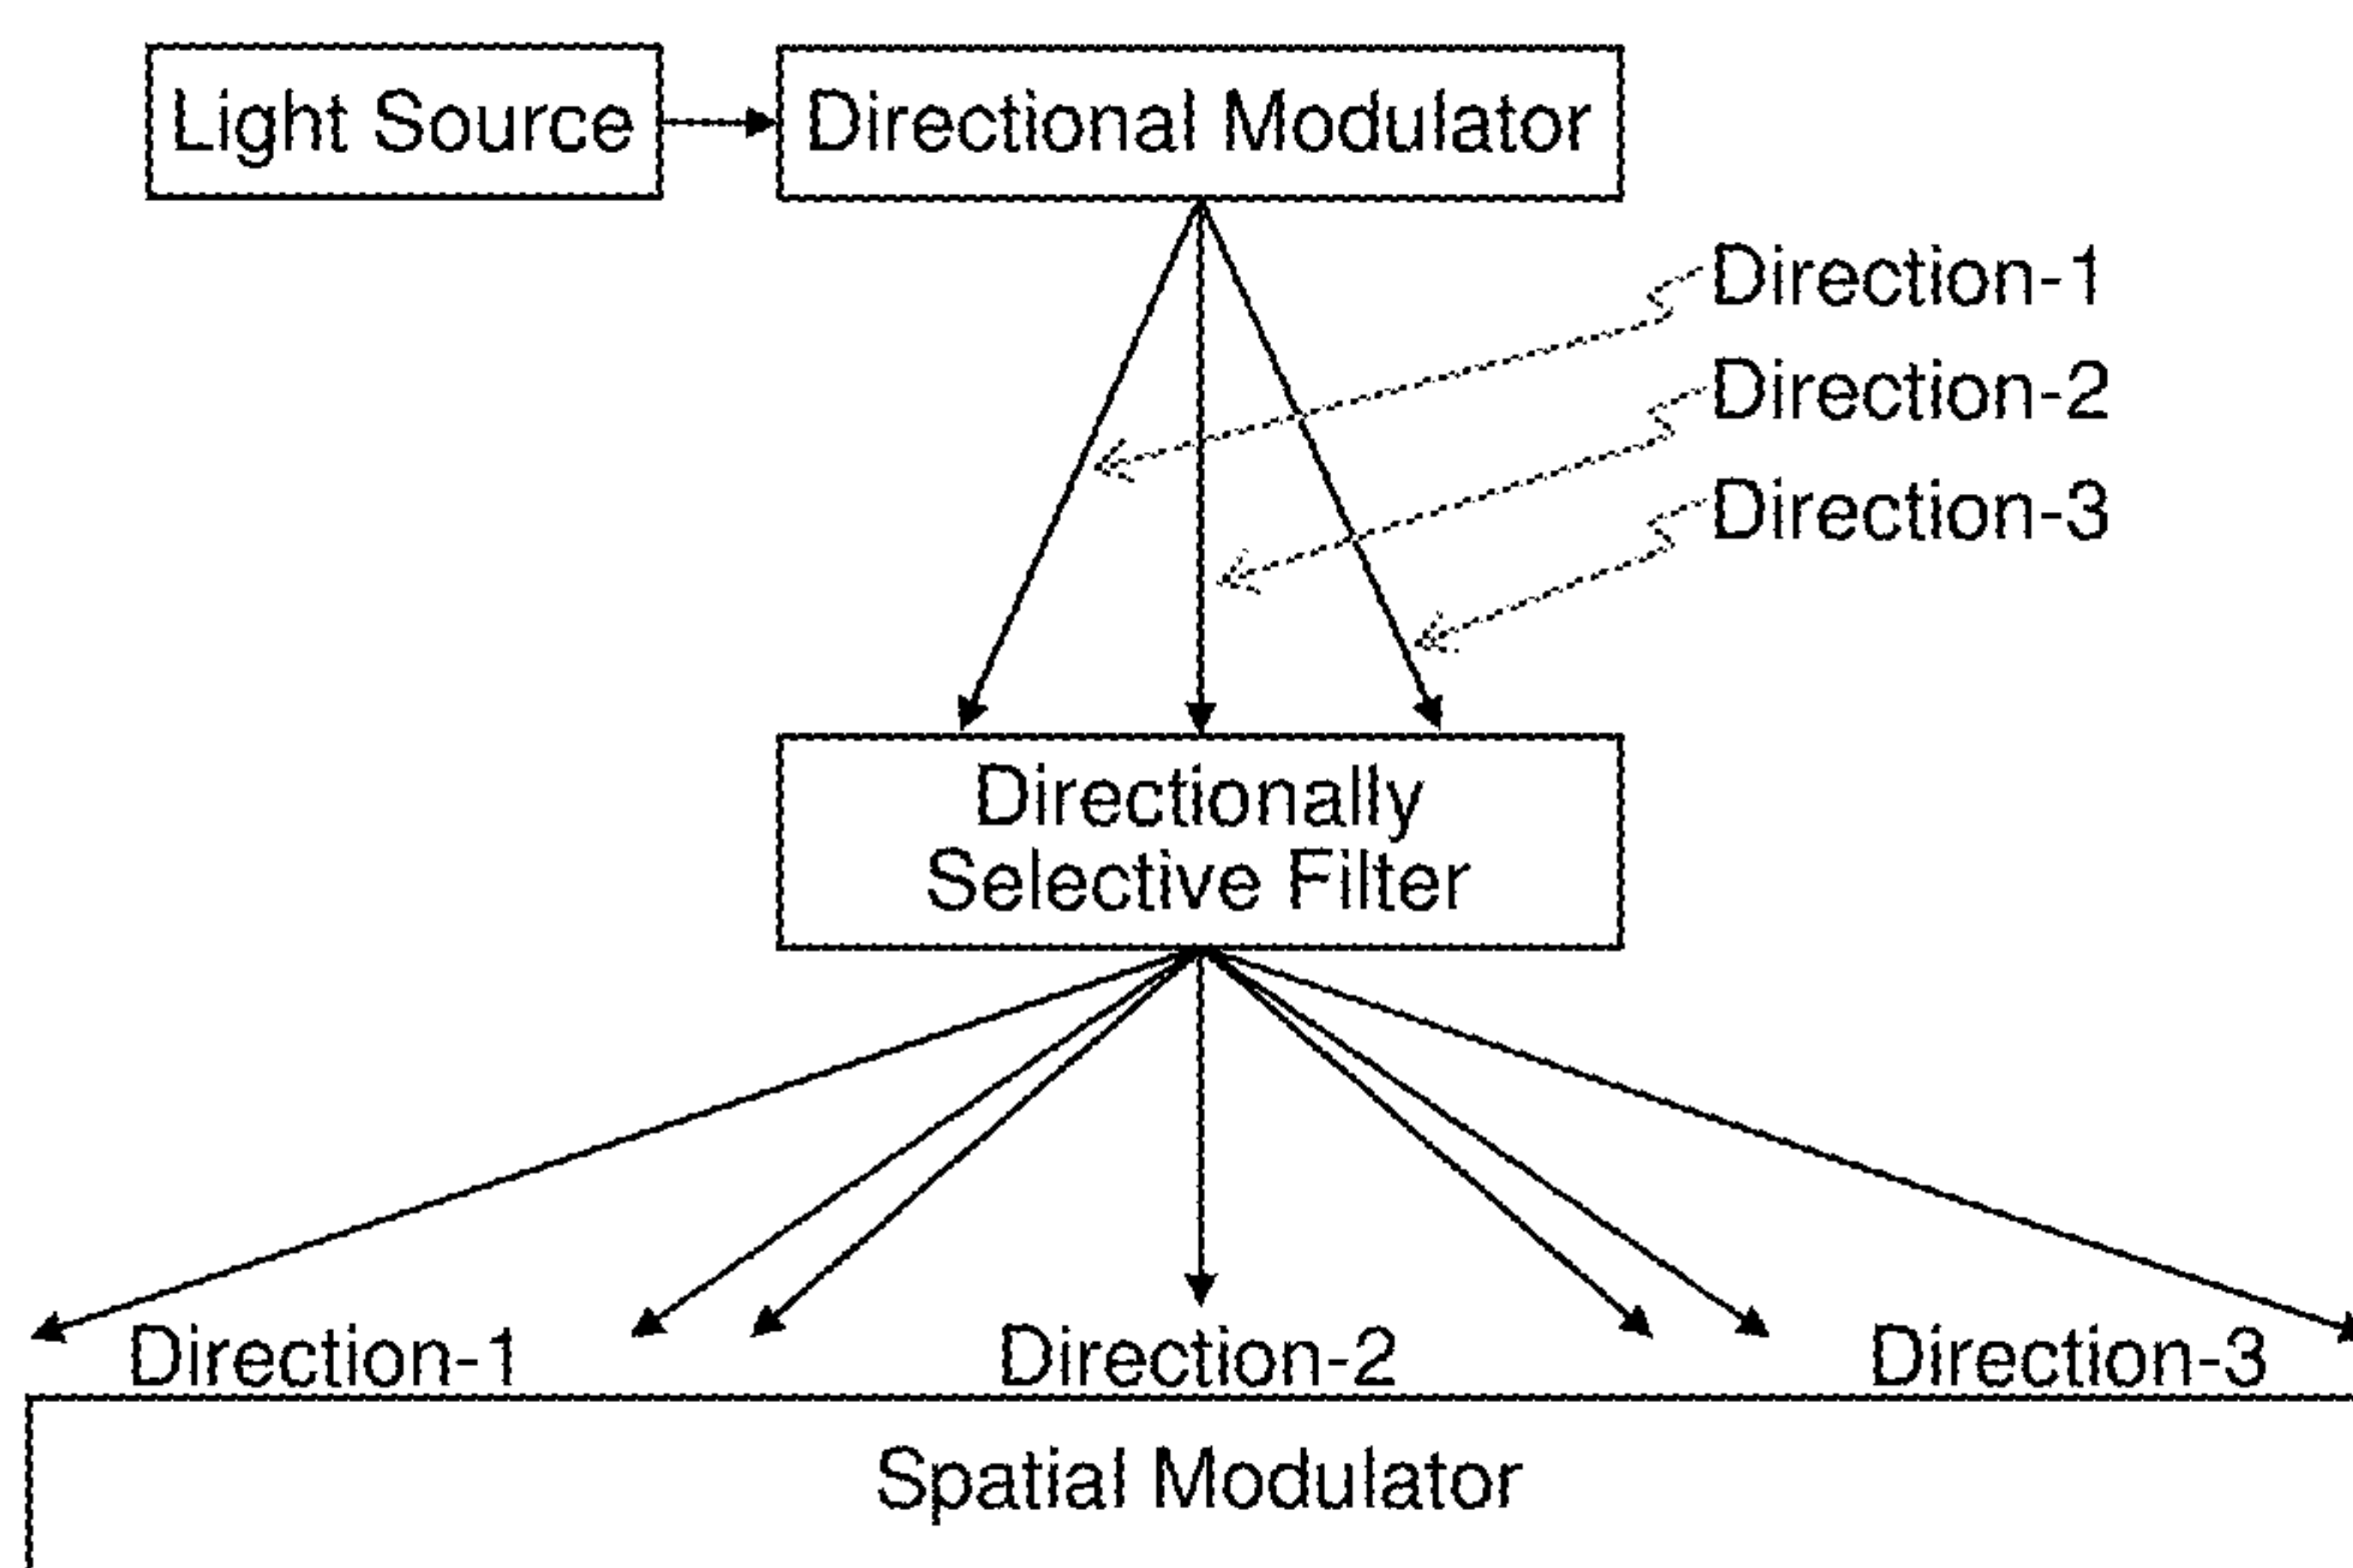 Light Source
Directional Modulator
Direction-1
Direction-2
Direction-3
Directionally
Selective Filter
Direction-1
Direction-2
Direction-3
Spatial Modulator